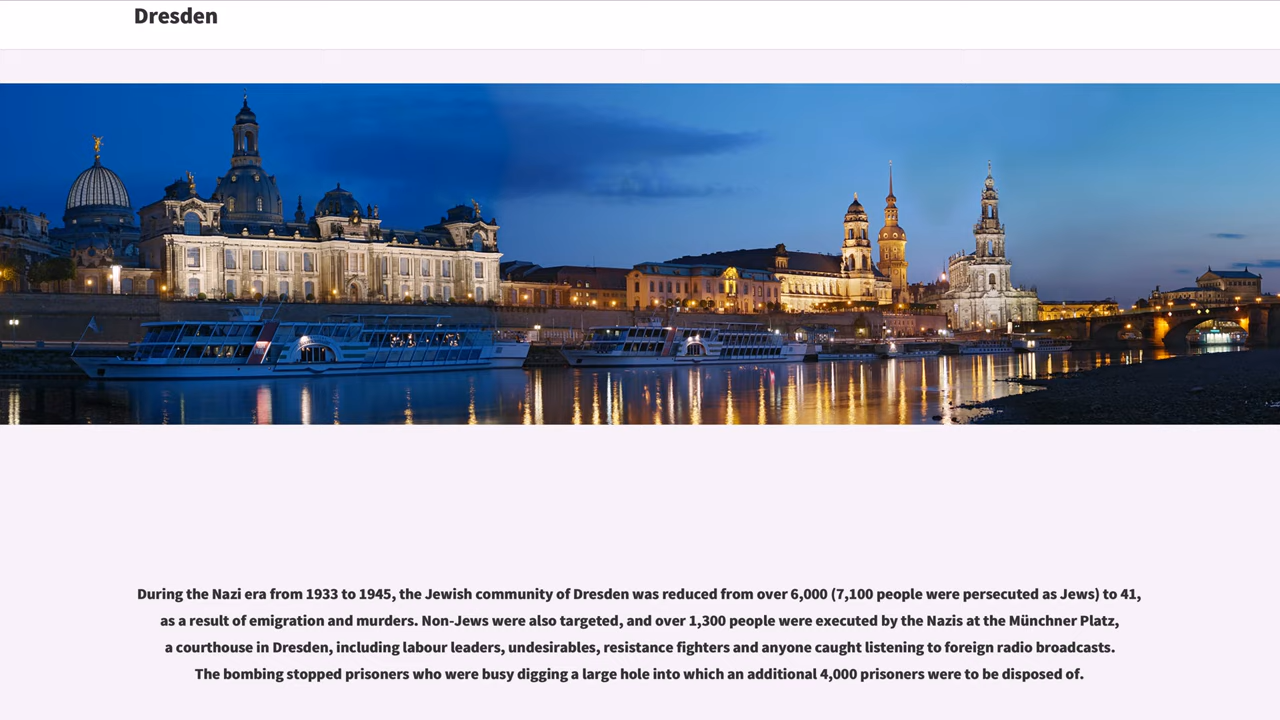 Dresden
During the Nazi era from 1933 to 1945, the Jewish community of Dresden was reduced from over 6,000 (7,100 people were persecuted as Jews) to 41,
as a result of emigration and murders. Non-Jews were also targeted, and over 1,300 people were executed by the Nazis at the Münchner Platz,
a courthouse in Dresden, including labour leaders, undesirables, resistance fighters and anyone caught listening to foreign radio broadcasts.
The bombing stopped prisoners who were busy digging a large hole into which an additional 4,000 prisoners were to be disposed of.